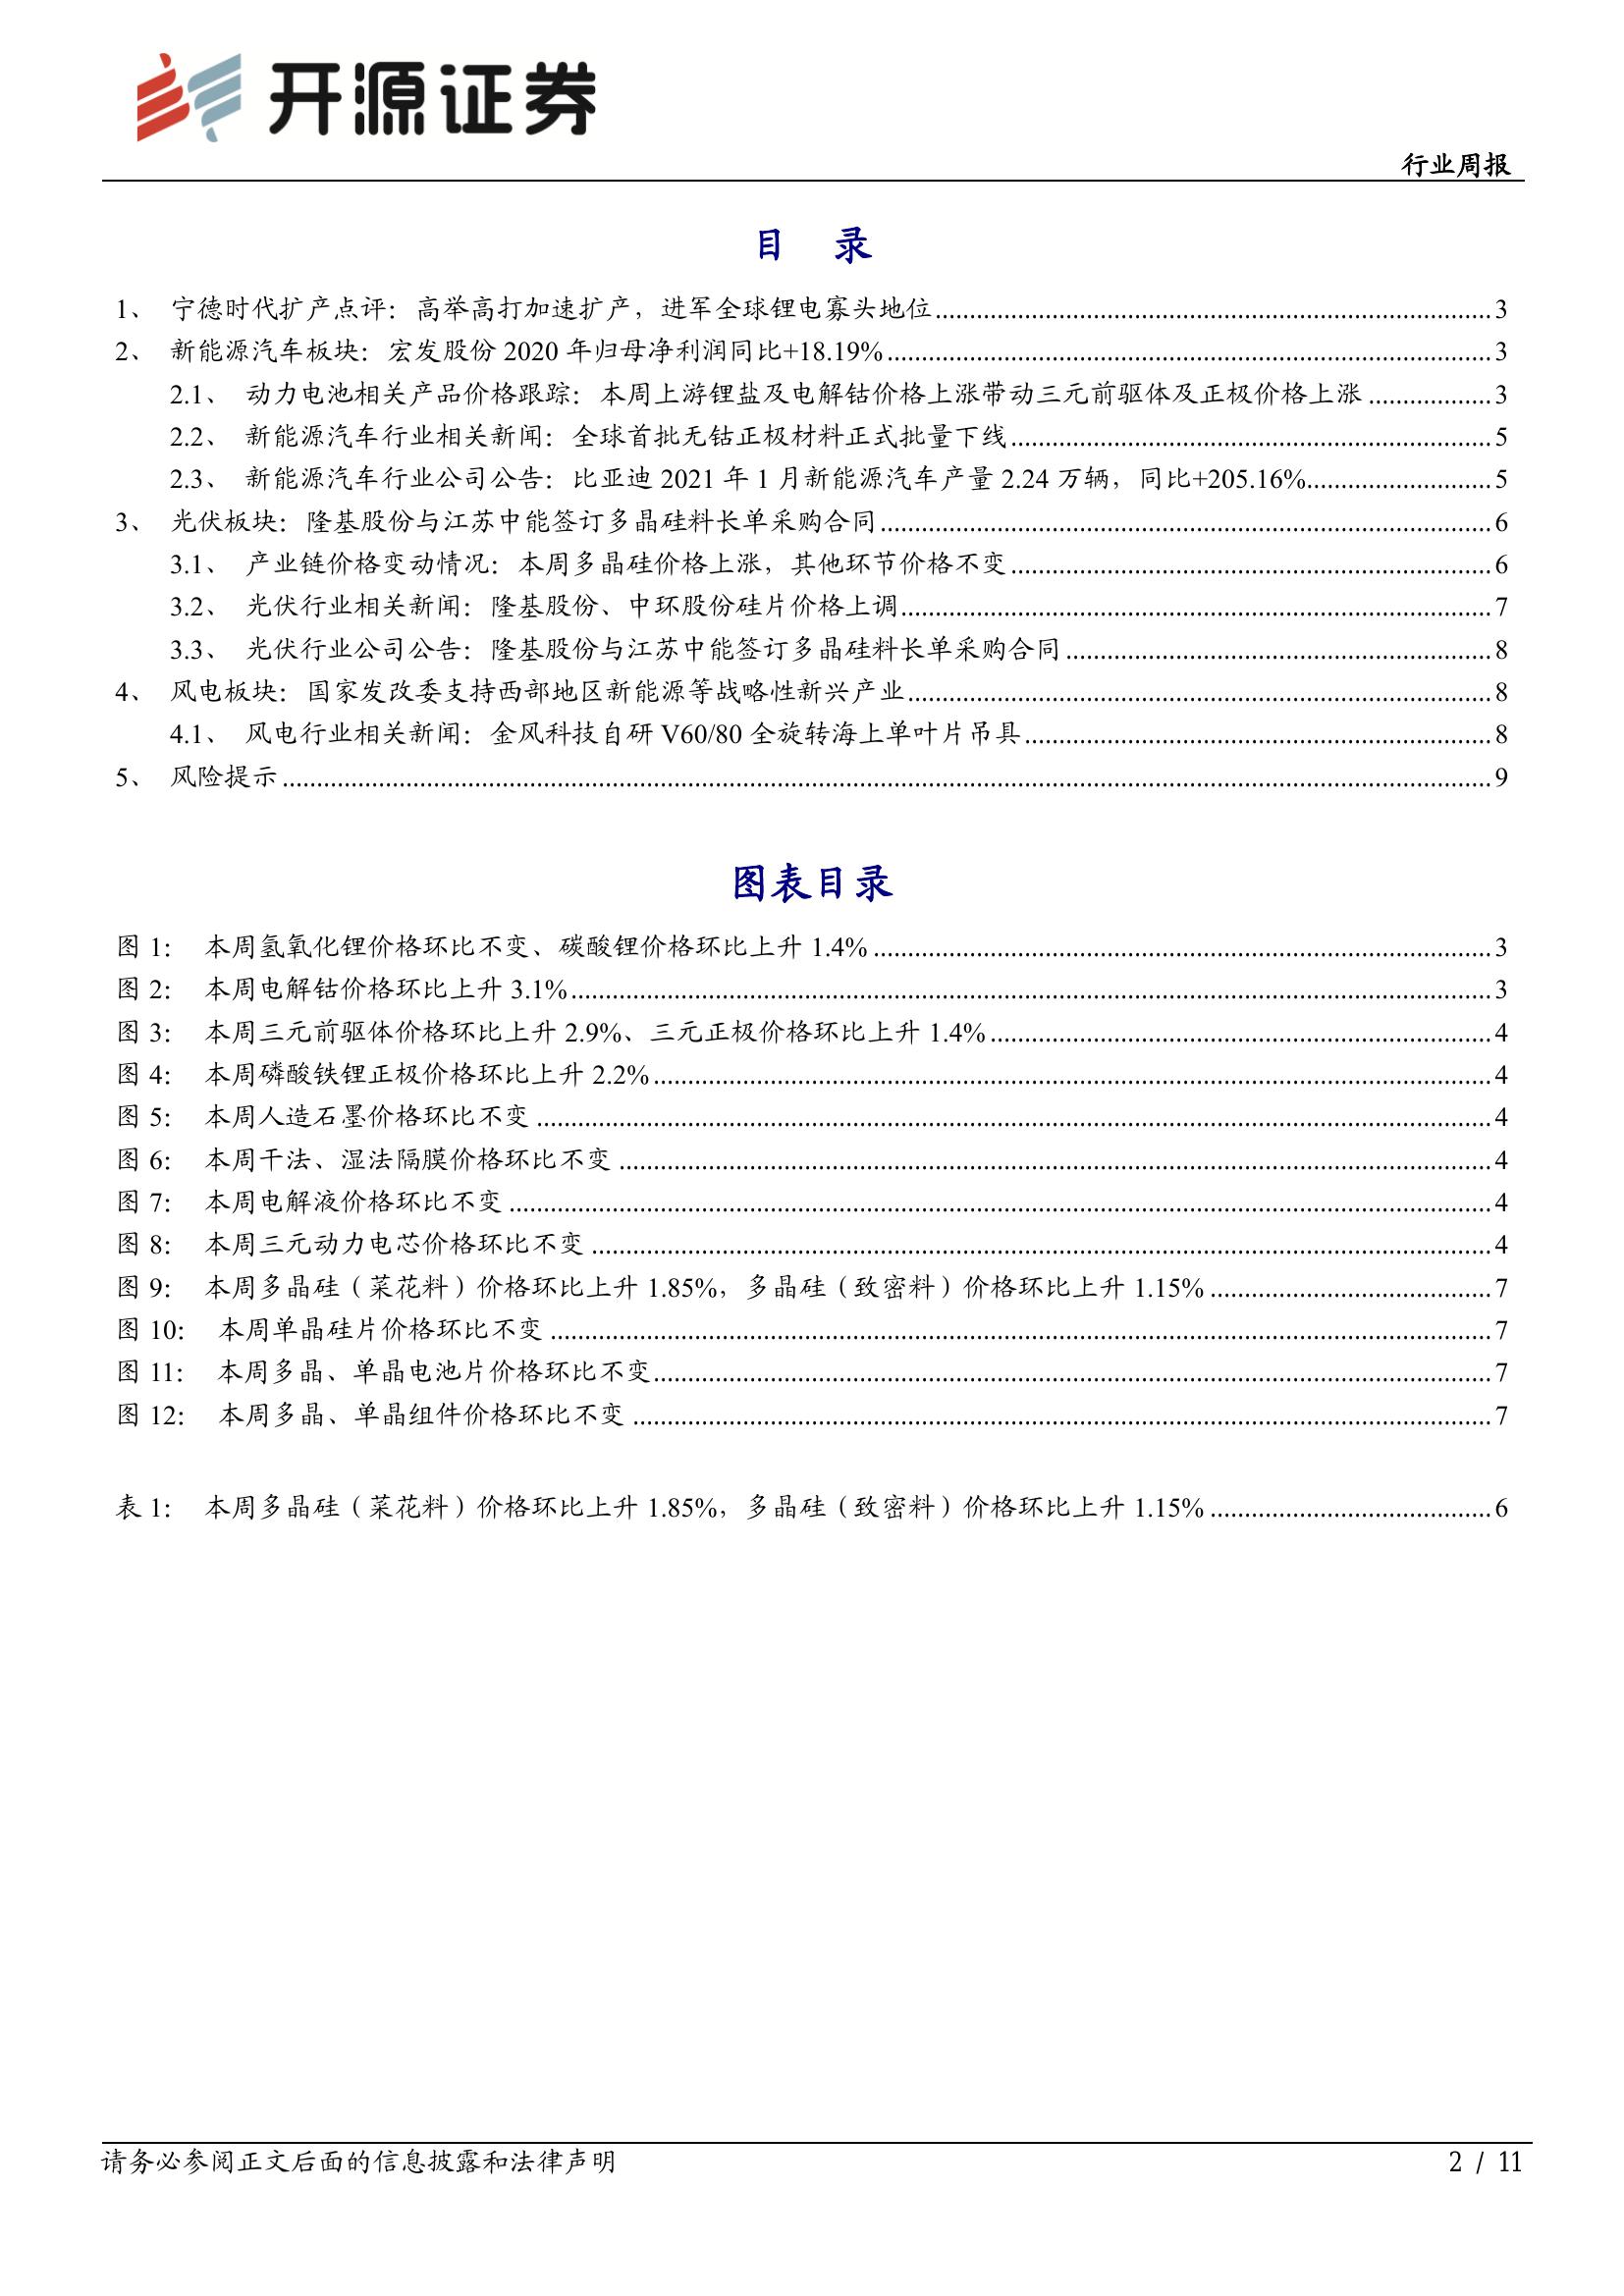 开源证券
行业周报
目 录
1、 宁德时代扩产点评：高举高打加速扩产，进军全球锂电寡头地位 3
2、 新能源汽车板块：宏发股份 2020 年归母净利润同比+18.19% 3
2.1、 动力电池相关产品价格跟踪：本周上游锂盐及电解钴价格上涨带动三元前驱体及正极价格上涨 3
2.2、 新能源汽车行业相关新闻：全球首批无钴正极材料正式批量下线 5
2.3、 新能源汽车行业公司公告：比亚迪 2021 年 1 月新能源汽车产量 2.24 万辆，同比+205.16% 5
3、 光伏板块：隆基股份与江苏中能签订多晶硅料长单采购合同 6
3.1、 产业链价格变动情况：本周多晶硅价格上涨，其他环节价格不变 6
3.2、 光伏行业相关新闻：隆基股份、中环股份硅片价格上调 7
3.3、 光伏行业公司公告：隆基股份与江苏中能签订多晶硅料长单采购合同 8
4、 风电板块：国家发改委支持西部地区新能源等战略性新兴产业 8
4.1、 风电行业相关新闻：金风科技自研 V60/80 全旋转海上单叶片吊具 8
5、 风险提示 9
图表目录
图 1： 本周氢氧化锂价格环比不变、碳酸锂价格环比上升 1.4% 3
图 2： 本周电解钴价格环比上升 3.1% 3
图 3： 本周三元前驱体价格环比上升 2.9%、三元正极价格环比上升 1.4% 4
图 4： 本周磷酸铁锂正极价格环比上升 2.2% 4
图 5： 本周人造石墨价格环比不变 4
图 6： 本周干法、湿法隔膜价格环比不变 4
图 7： 本周电解液价格环比不变 4
图 8： 本周三元动力电芯价格环比不变 4
图 9： 本周多晶硅（菜花料）价格环比上升 1.85%，多晶硅（致密料）价格环比上升 1.15% 7
图 10： 本周单晶硅片价格环比不变 7
图 11： 本周多晶、单晶电池片价格环比不变 7
图 12： 本周多晶、单晶组件价格环比不变 7
表 1： 本周多晶硅（菜花料）价格环比上升 1.85%，多晶硅（致密料）价格环比上升 1.15% 6
请务必参阅正文后面的信息披露和法律声明
2 / 11